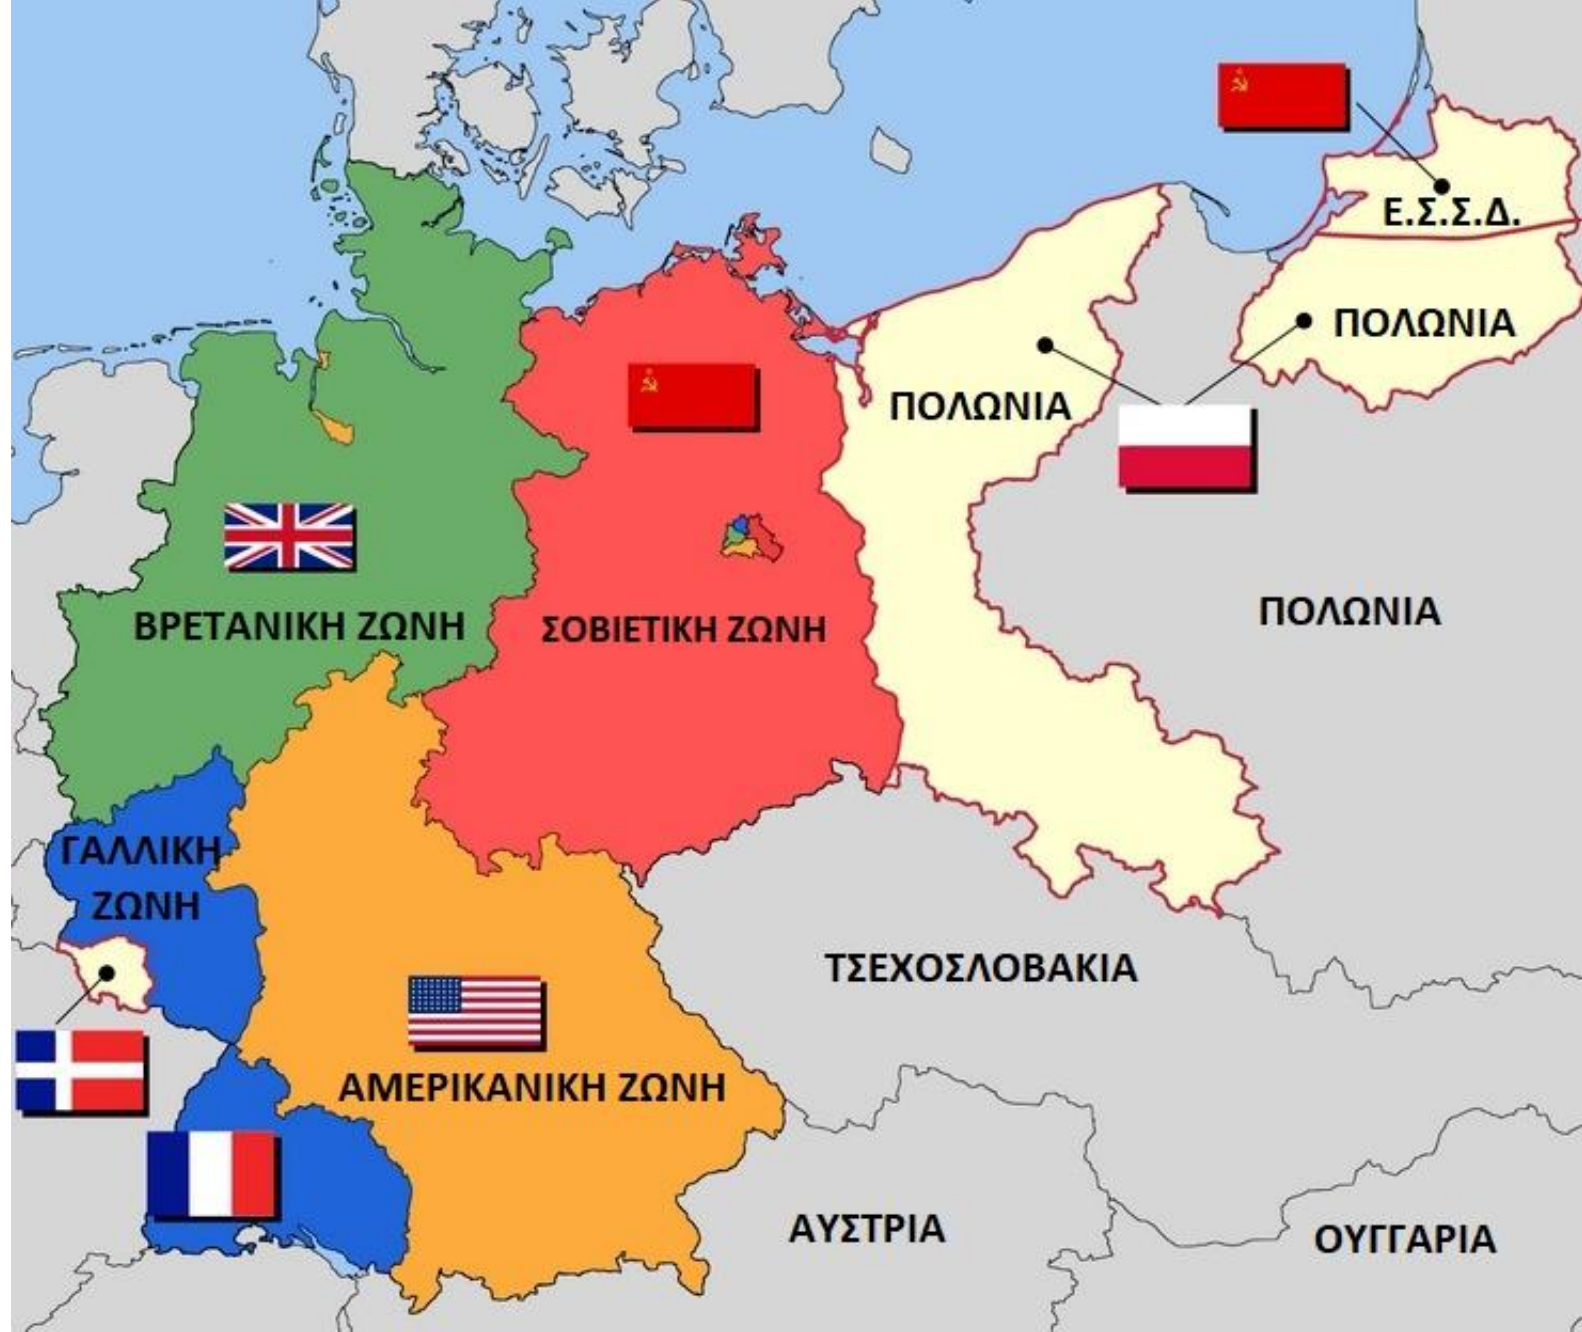 Ε.Σ.Σ.Δ.
ΠΟΛΩΝΙΑ
ΠΟΛΩΝΙΑ
ΠΟΛΩΝΙΑ
ΒΡΕΤΑΝΙΚΗ ΖΩΝΗ
ΣΟΒΙΕΤΙΚΗ ΖΩΝΗ
ΓΑΛΛΙΚΗ
ΖΩΝΗ
ΤΣΕΧΟΣΛΟΒΑΚΙΑ
ΑΜΕΡΙΚΑΝΙΚΗ ΖΩΝΗ
ΑΥΣΤΡΙΑ
ΟΥΓΓΑΡΙΑ